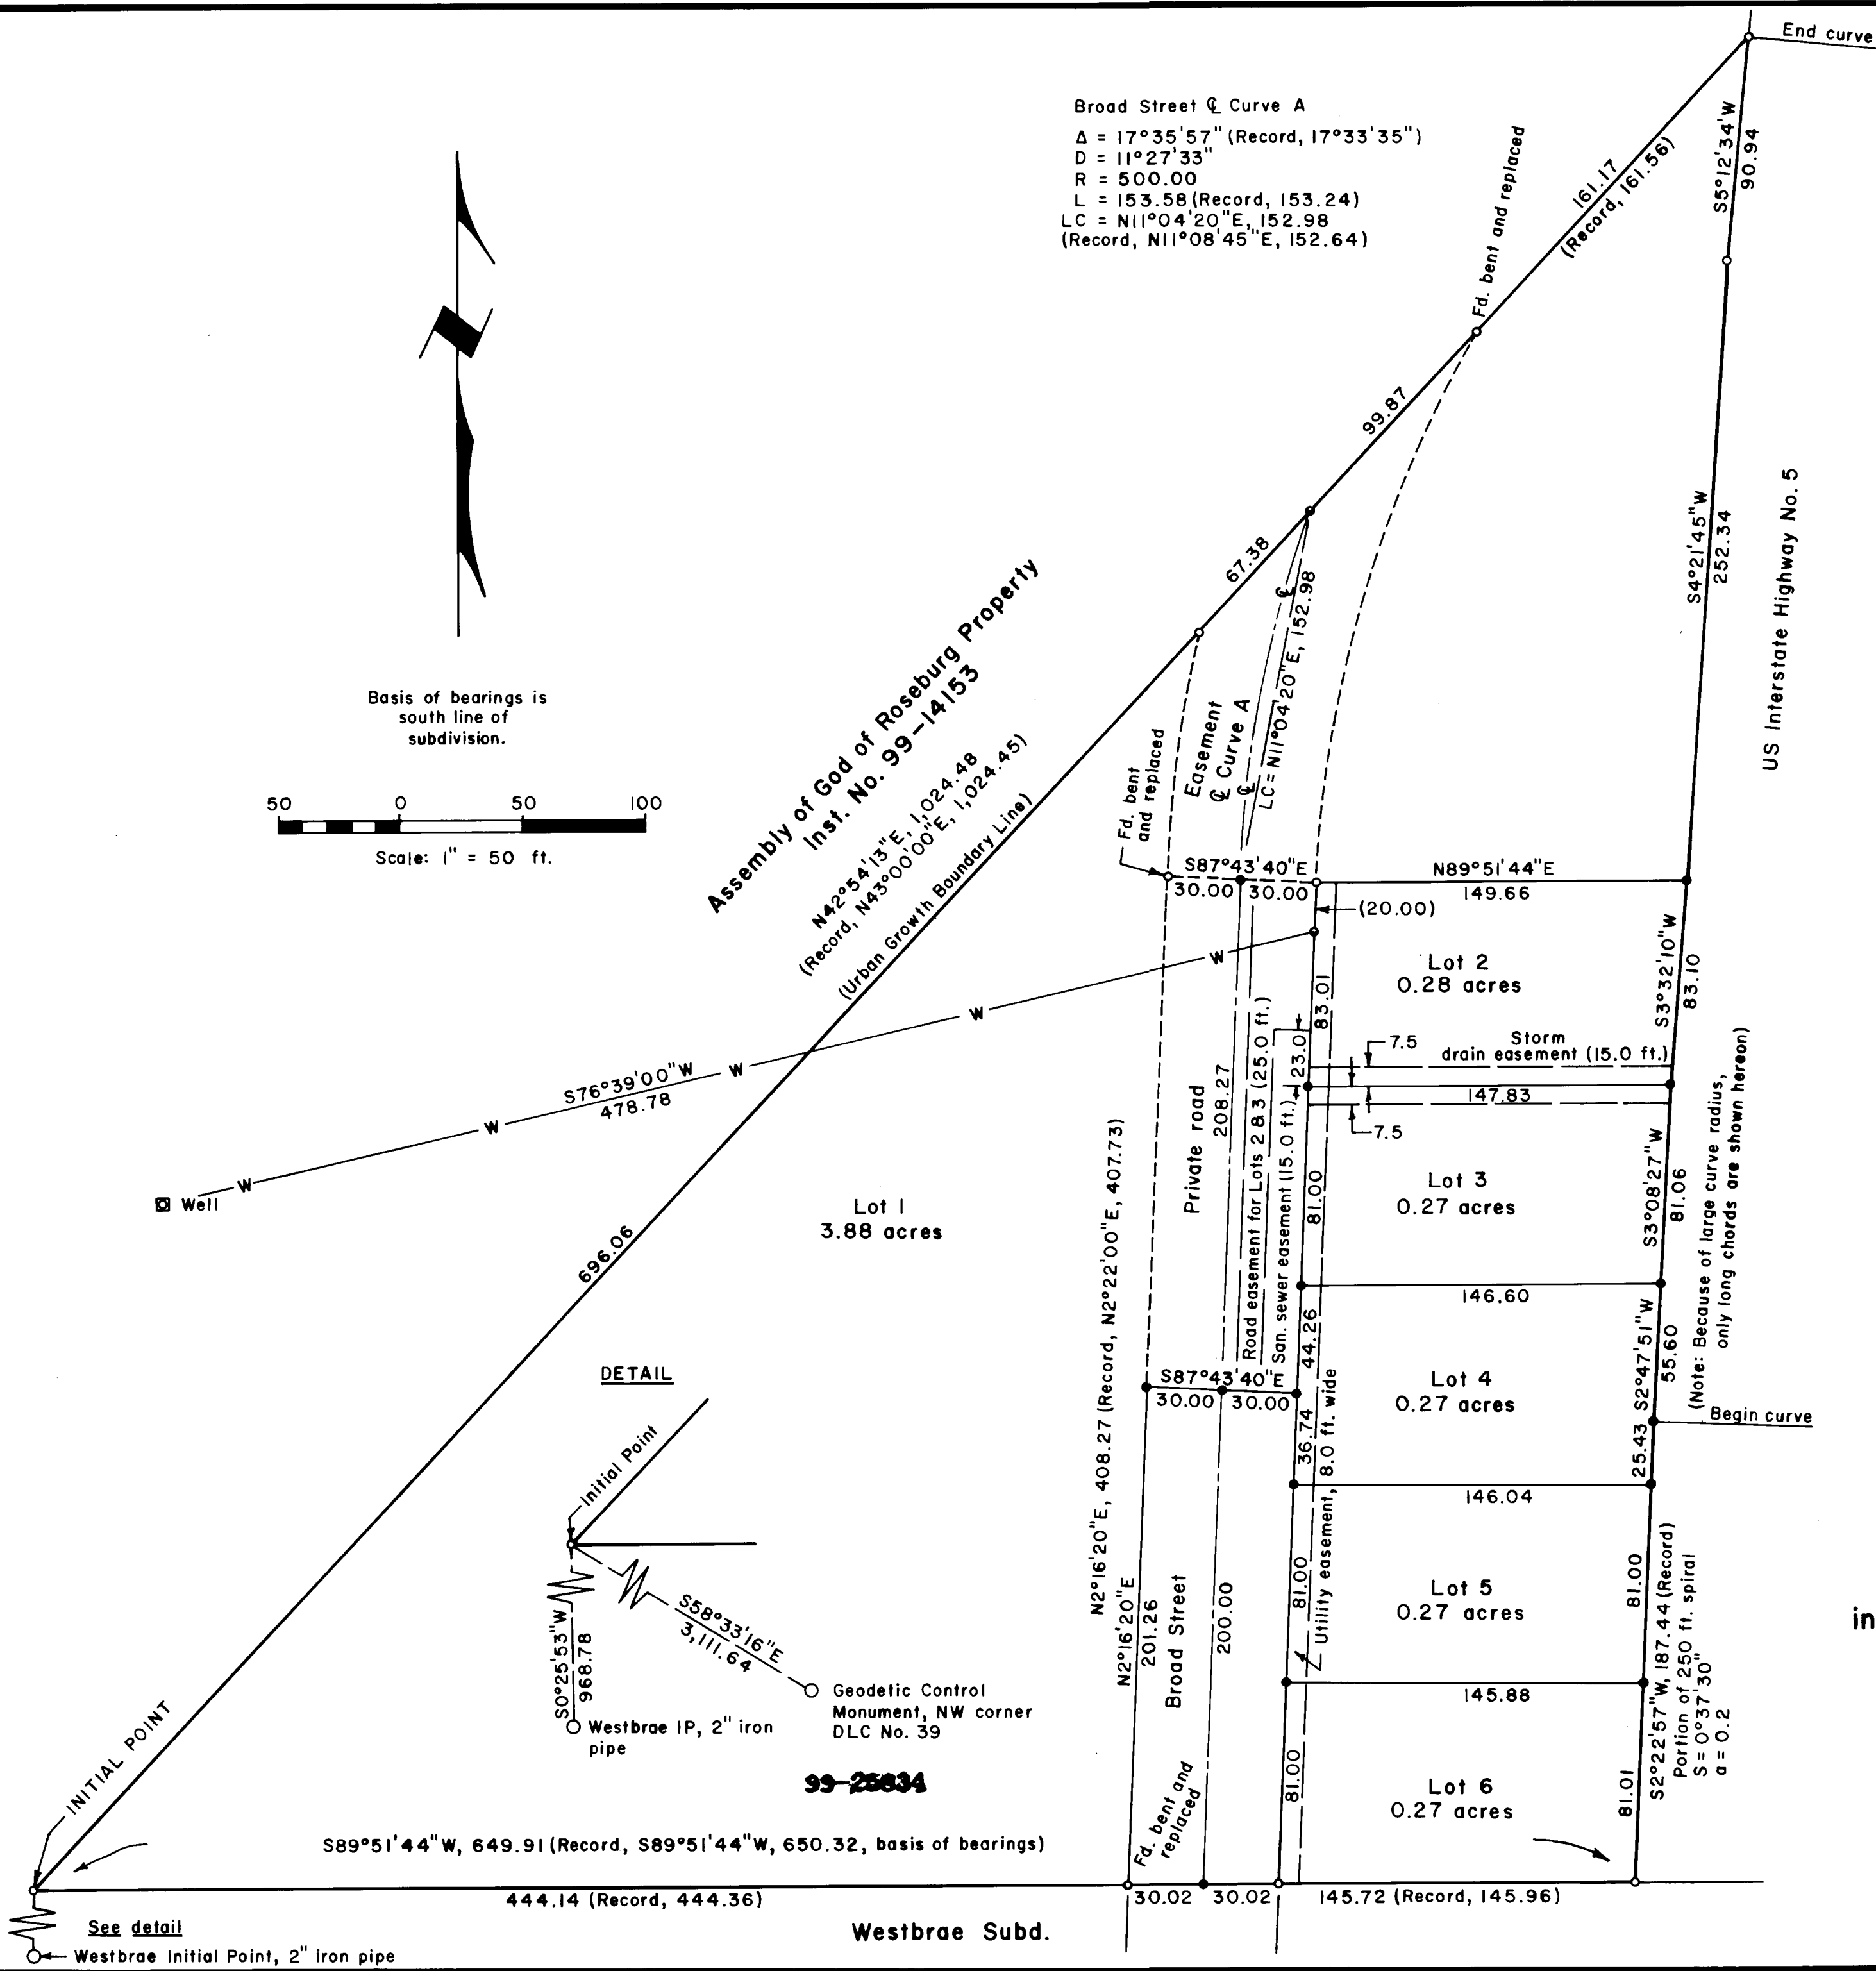 End curve
Broad Street ℄ Curve A
Δ = 17°35'57" (Record, 17°33'35")
D = 11°27'33"
R = 500.00
L = 153.58 (Record, 153.24)
LC = N11°04'20"E, 152.98
(Record, N11°08'45"E, 152.64)
S5°12'34"W
90.94
161.17
(Record, 161.56)
Fd. bent and replaced
99.87
67.38
S4°21'45"W
252.34
US Interstate Highway No. 5
Basis of bearings is
south line of
subdivision.
50 0 50 100
Scale: 1" = 50 ft.
Assembly of God of Roseburg Property
Inst. No. 99-14153
N42°54'13"E, 1,024.48
(Record, N43°00'00"E, 1,024.45)
(Urban Growth Boundary Line)
℄
LC = N11°04'20"E, 152.98
Easement
℄ Curve A
℄
Fd. bent
and replaced
S87°43'40"E
30.00 30.00
N89°51'44"E
149.66
(20.00)
Lot 2
0.28 acres
S3°32'10"W
83.10
83.01
23.0
7.5
Storm
drain easement (15.0 ft.)
147.83
7.5
W
W
W
W
W
S76°39'00"W
478.78
Well
696.06
Lot 1
3.88 acres
N2°16'20"E, 408.27 (Record, N2°22'00"E, 407.73)
Private road
208.27
Road easement for Lots 2 & 3 (25.0 ft.)
San. sewer easement (15.0 ft.)
81.00
Lot 3
0.27 acres
S3°08'27"W
81.06
(Note: Because of large curve radius,
only long chords are shown hereon)
146.60
44.26
S87°43'40"E
30.00 30.00
Lot 4
0.27 acres
S2°47'51"W
55.60
Begin curve
36.74
25.43
146.04
Utility easement, 8.0 ft. wide
81.00
Lot 5
0.27 acres
81.00
S2°22'57"W, 187.44 (Record)
Portion of 250 ft. spiral
S = 0°37'30"
a = 0.2
in
145.88
N2°16'20"E
201.26
Broad Street
200.00
81.00
Lot 6
0.27 acres
81.01
Fd. bent and
replaced
DETAIL
Initial Point
S0°25'53"W
968.78
S58°33'16"E
3,111.64
Geodetic Control
Monument, NW corner
DLC No. 39
Westbrae IP, 2" iron
pipe
99-25834
INITIAL POINT
S89°51'44"W, 649.91 (Record, S89°51'44"W, 650.32, basis of bearings)
444.14 (Record, 444.36)
30.02 30.02
145.72 (Record, 145.96)
See detail
Westbrae Subd.
Westbrae Initial Point, 2" iron pipe